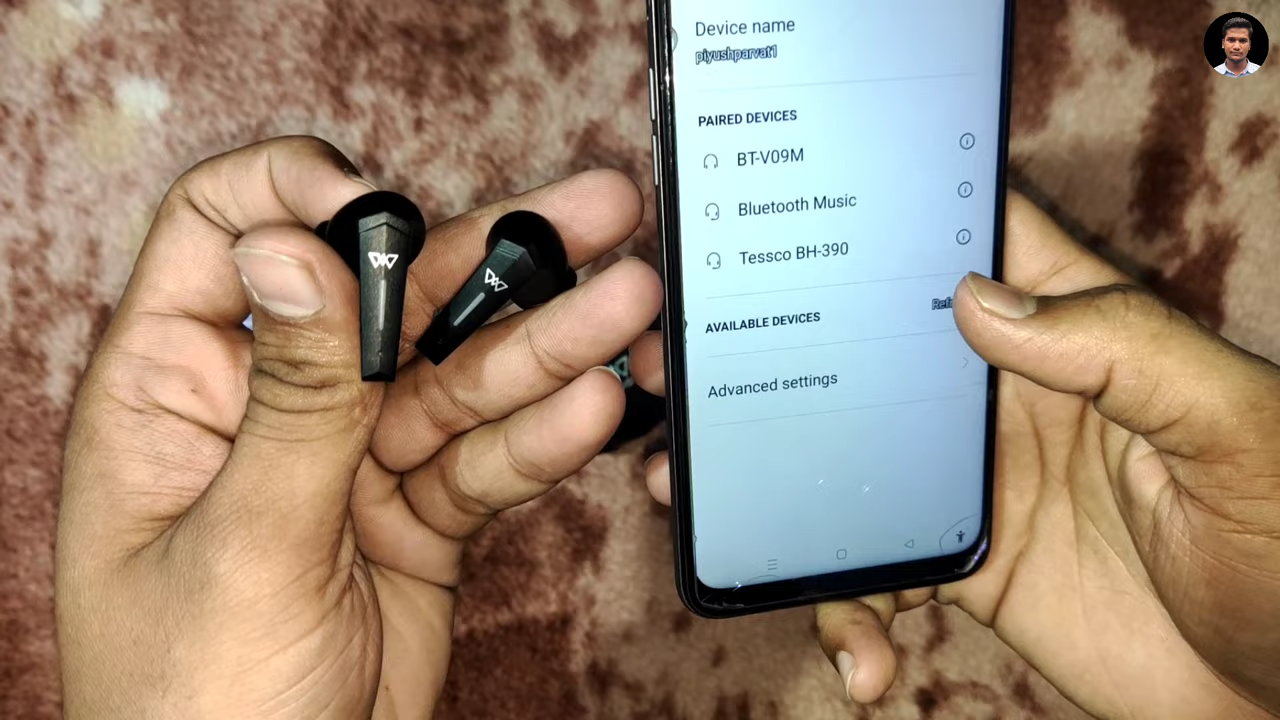 Device name
piyushparvat1
PAIRED DEVICES
BT-V09M
Bluetooth Music
Tessco BH-390
AVAILABLE DEVICES
Advanced settings